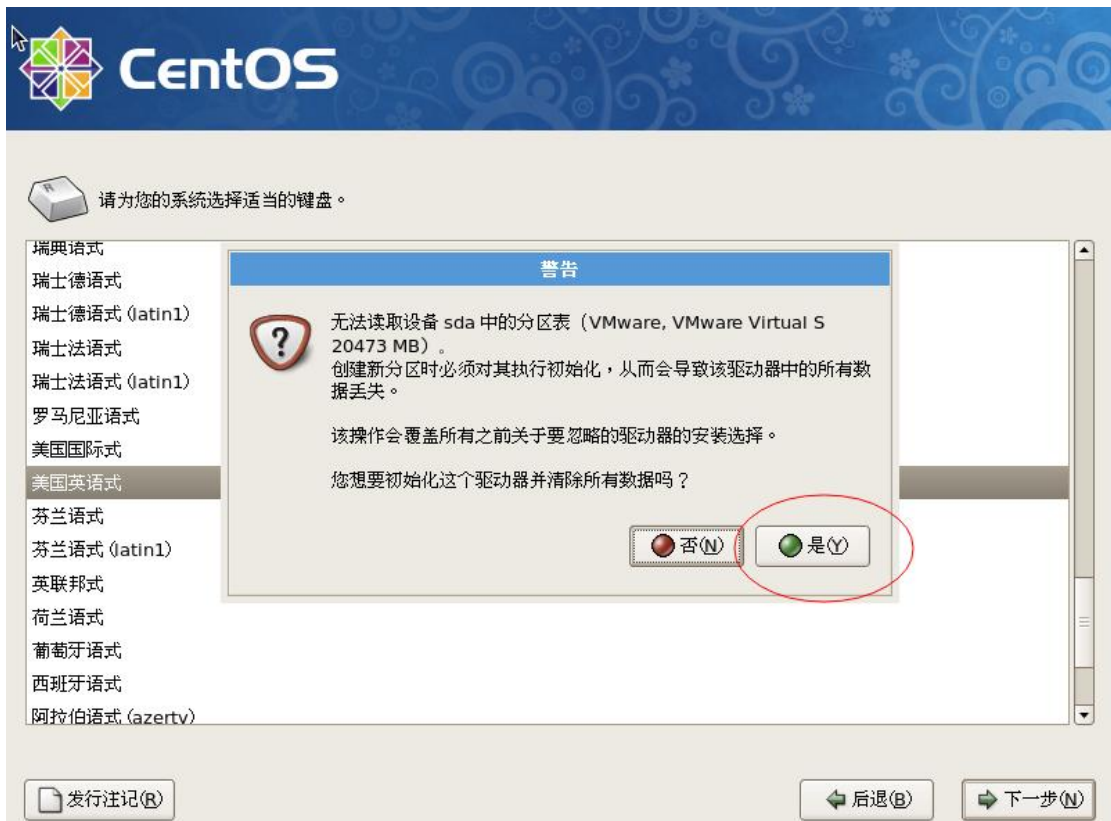 CentOS
请为您的系统选择适当的键盘。
瑞典语式
瑞士德语式
瑞士德语式 (latin1)
瑞士法语式
瑞士法语式 (latin1)
罗马尼亚语式
美国国际式
美国英语式
芬兰语式
芬兰语式 (latin1)
英联邦式
荷兰语式
葡萄牙语式
西班牙语式
阿拉伯语式 (azerty)
警告
无法读取设备 sda 中的分区表（VMware, VMware Virtual S
20473 MB）。
创建新分区时必须对其执行初始化，从而会导致该驱动器中的所有数
据丢失。
该操作会覆盖所有之前关于要忽略的驱动器的安装选择。
您想要初始化这个驱动器并清除所有数据吗？
否(N)
是(Y)
发行注记(R)
后退(B)
下一步(N)